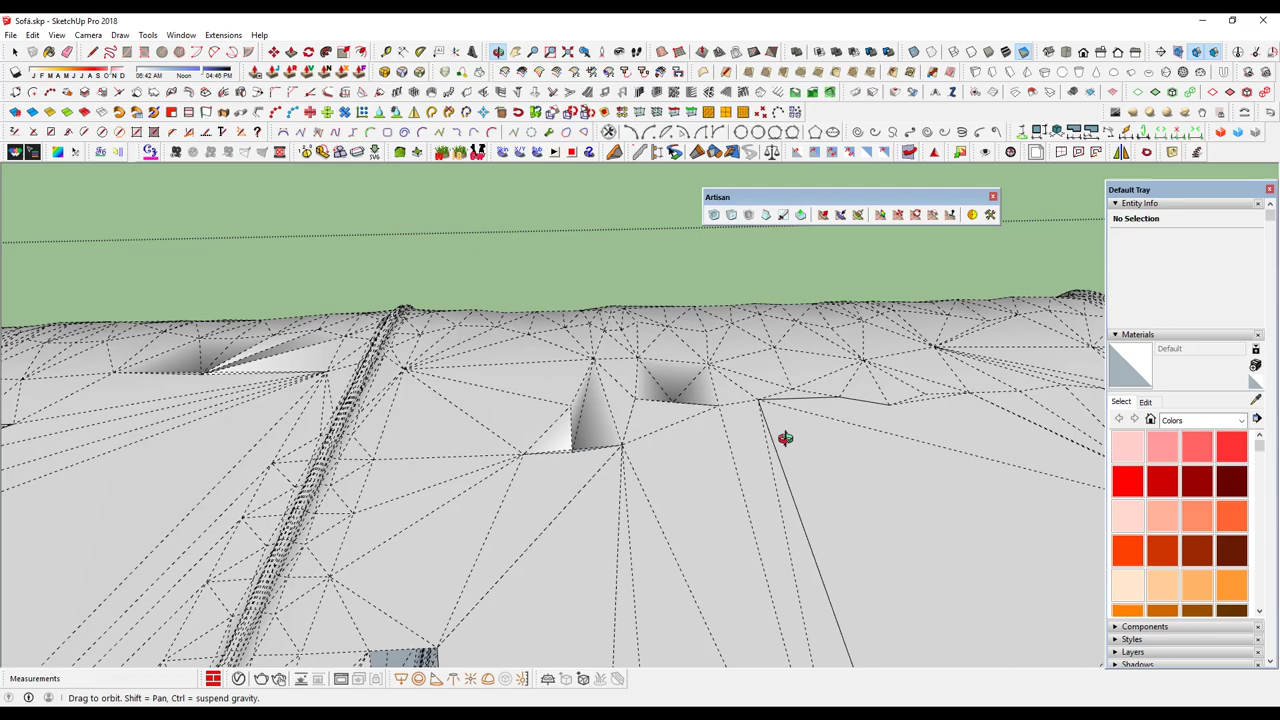 Sofá.skp - SketchUp Pro 2018
File Edit View Camera Draw Tools Window Extensions Help
J F M A M J J A S O N D 06:42 AM Noon 04:46 PM
Artisan
Default Tray
Entity Info
No Selection
Materials
Default
Select Edit
Colors
Components
Styles
Layers
Shadows
Measurements
Drag to orbit. Shift = Pan, Ctrl = suspend gravity.